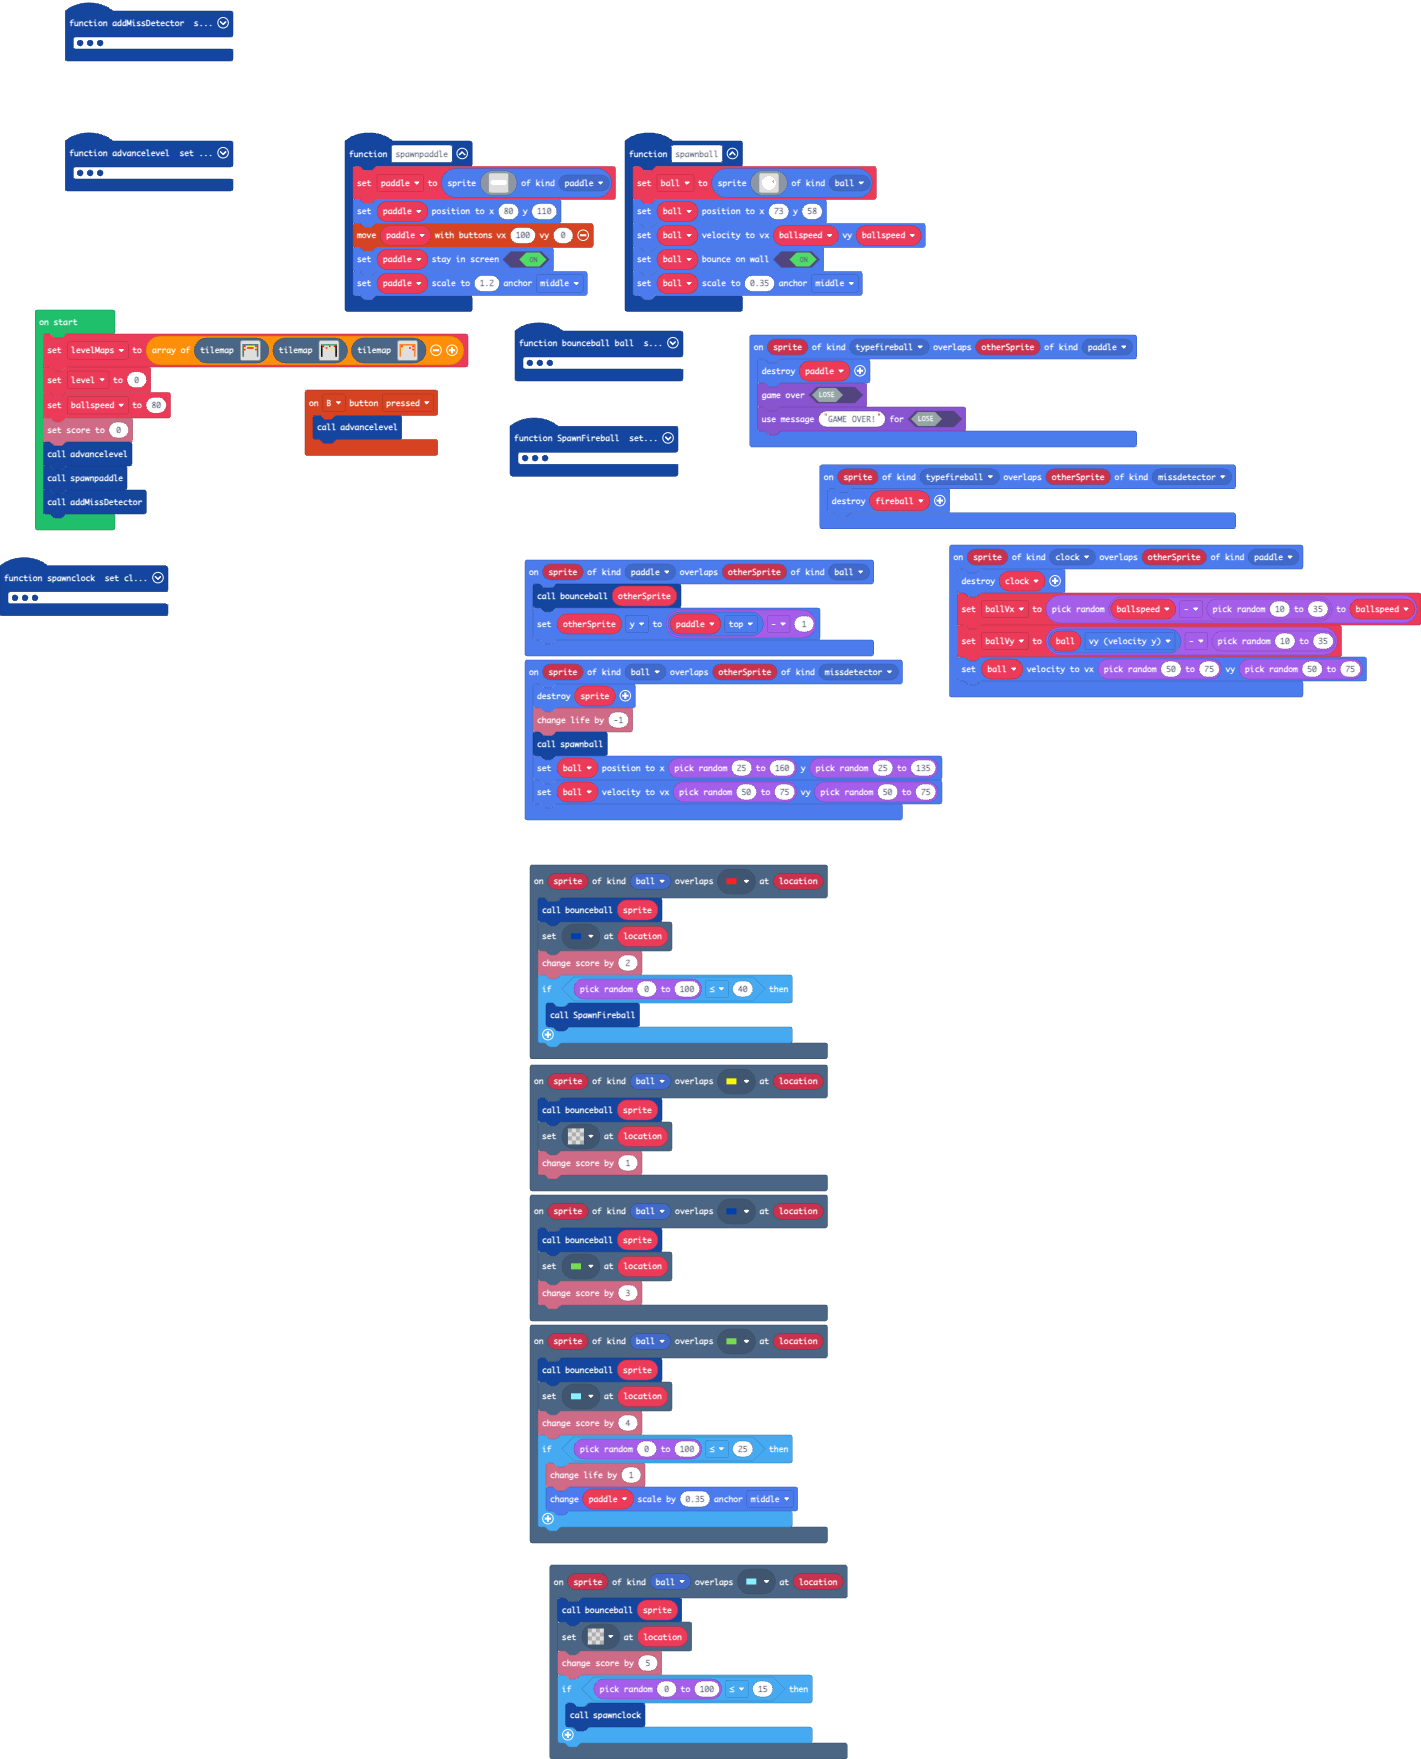 function addMissDetector s...
function advancelevel set ...
function spawnpaddle
set paddle to sprite of kind paddle
set paddle position to x 80 y 110
move paddle with buttons vx 100 vy 0
set paddle stay in screen ON
set paddle scale to 1.2 anchor middle
function spawnball
set ball to sprite of kind ball
set ball position to x 73 y 58
set ball velocity to vx ballspeed vy ballspeed
set ball bounce on wall ON
set ball scale to 0.35 anchor middle
on start
set levelMaps to array of tilemap tilemap tilemap
set level to 0
set ballspeed to 80
set score to 0
call advancelevel
call spawnpaddle
call addMissDetector
on B button pressed
call advancelevel
function bounceball ball s...
function SpawnFireball set...
on sprite of kind typefireball overlaps otherSprite of kind paddle
destroy paddle
game over LOSE
use message "GAME OVER!" for LOSE
on sprite of kind typefireball overlaps otherSprite of kind missdetector
destroy fireball
function spawnclock set cl...
on sprite of kind paddle overlaps otherSprite of kind ball
call bounceball otherSprite
set otherSprite y to paddle top - 1
on sprite of kind clock overlaps otherSprite of kind paddle
destroy clock
set ballVx to pick random ballspeed - pick random 10 to 35 to ballspeed
set ballVy to ball vy (velocity y) - pick random 10 to 35
set ball velocity to vx pick random 50 to 75 vy pick random 50 to 75
on sprite of kind ball overlaps otherSprite of kind missdetector
destroy sprite
change life by -1
call spawnball
set ball position to x pick random 25 to 160 y pick random 25 to 135
set ball velocity to vx pick random 50 to 75 vy pick random 50 to 75
on sprite of kind ball overlaps at location
call bounceball sprite
set at location
change score by 2
if pick random 0 to 100 ≤ 40 then
call SpawnFireball
on sprite of kind ball overlaps at location
call bounceball sprite
set at location
change score by 1
on sprite of kind ball overlaps at location
call bounceball sprite
set at location
change score by 3
on sprite of kind ball overlaps at location
call bounceball sprite
set at location
change score by 4
if pick random 0 to 100 ≤ 25 then
change life by 1
change paddle scale by 0.35 anchor middle
on sprite of kind ball overlaps at location
call bounceball sprite
set at location
change score by 5
if pick random 0 to 100 ≤ 15 then
call spawnclock